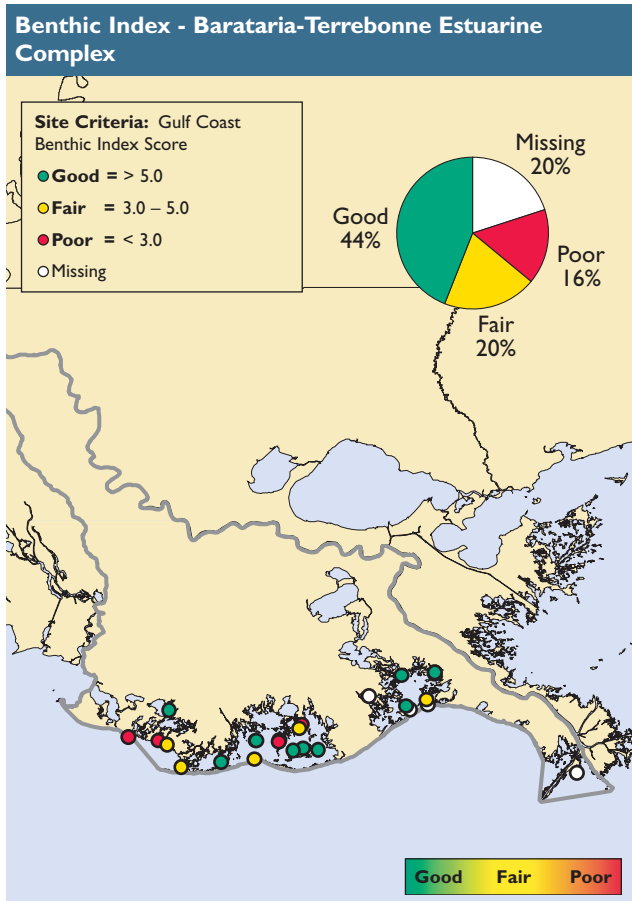 Benthic Index - Barataria-Terrebonne Estuarine
Complex
Site Criteria: Gulf Coast
Benthic Index Score
Good = > 5.0
Fair = 3.0 – 5.0
Poor = < 3.0
Missing
Missing
20%
Good
44%
Poor
16%
Fair
20%
Good Fair Poor